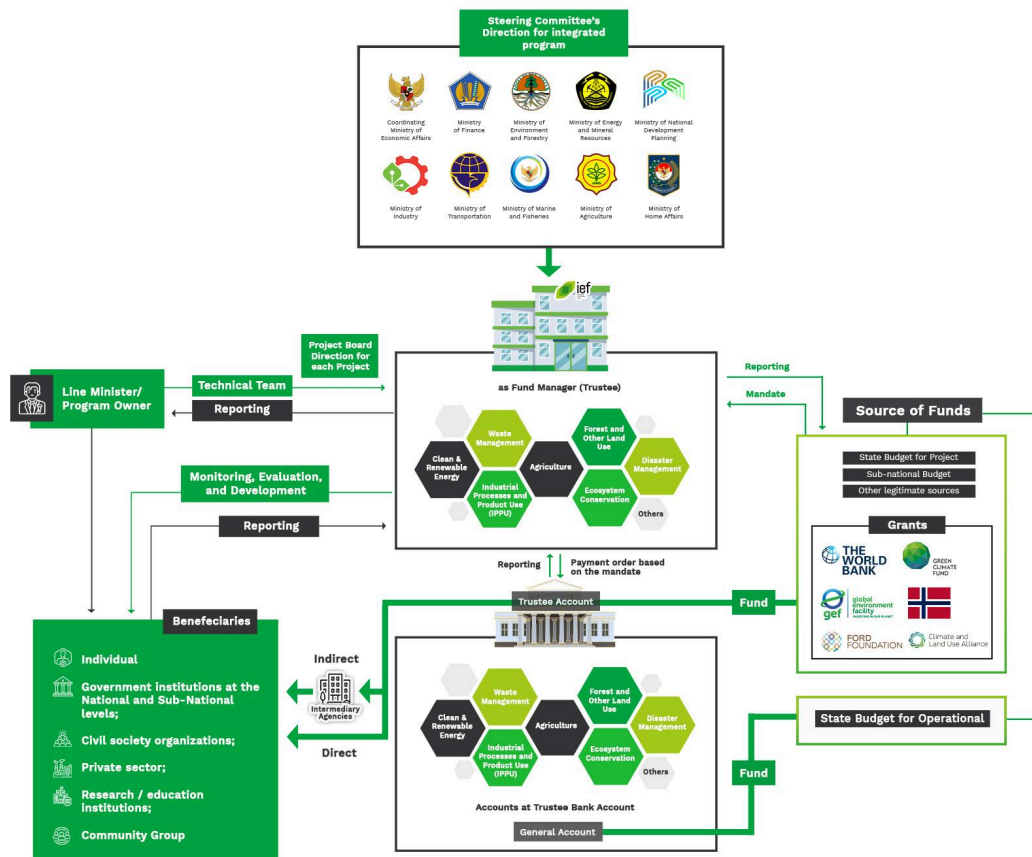 Steering Committee's
Direction for integrated
program
Coordinating
Ministry of
Economic Affairs
Ministry
of Finance
Ministry of
Environment
and Forestry
Ministry of Energy
and Mineral
Resources
Ministry of National
Development
Planning
Ministry of
Industry
Ministry of
Transportation
Ministry of Marine
and Fisheries
Ministry of
Agriculture
Ministry of
Home Affairs
ief
Project Board
Direction for
each Project
Line Minister/
Program Owner
Technical Team
Reporting
as Fund Manager (Trustee)
Clean &
Renewable
Energy
Waste
Management
Industrial
Processes and
Product Use
(IPPU)
Agriculture
Forest and
Other Land
Use
Ecosystem
Conservation
Disaster
Management
Others
Reporting
Mandate
Source of Funds
State Budget for Project
Sub-national Budget
Other legitimate sources
Grants
THE
WORLD
BANK
GREEN
CLIMATE
FUND
gef
global
environment
facility
INVESTING IN OUR PLANET
FORD
FOUNDATION
Climate and
Land Use Alliance
Monitoring, Evaluation,
and Development
Reporting
Reporting
Payment order based
on the mandate
Trustee Account
Fund
Benefeciaries
Individual
Government institutions at the
National and Sub-National
levels;
Civil society organizations;
Private sector;
Research / education
institutions;
Community Group
Indirect
Intermediary
Agencies
Direct
Clean &
Renewable
Energy
Waste
Management
Industrial
Processes and
Product Use
(IPPU)
Agriculture
Forest and
Other Land
Use
Ecosystem
Conservation
Disaster
Management
Others
Accounts at Trustee Bank Account
General Account
Fund
State Budget for Operational